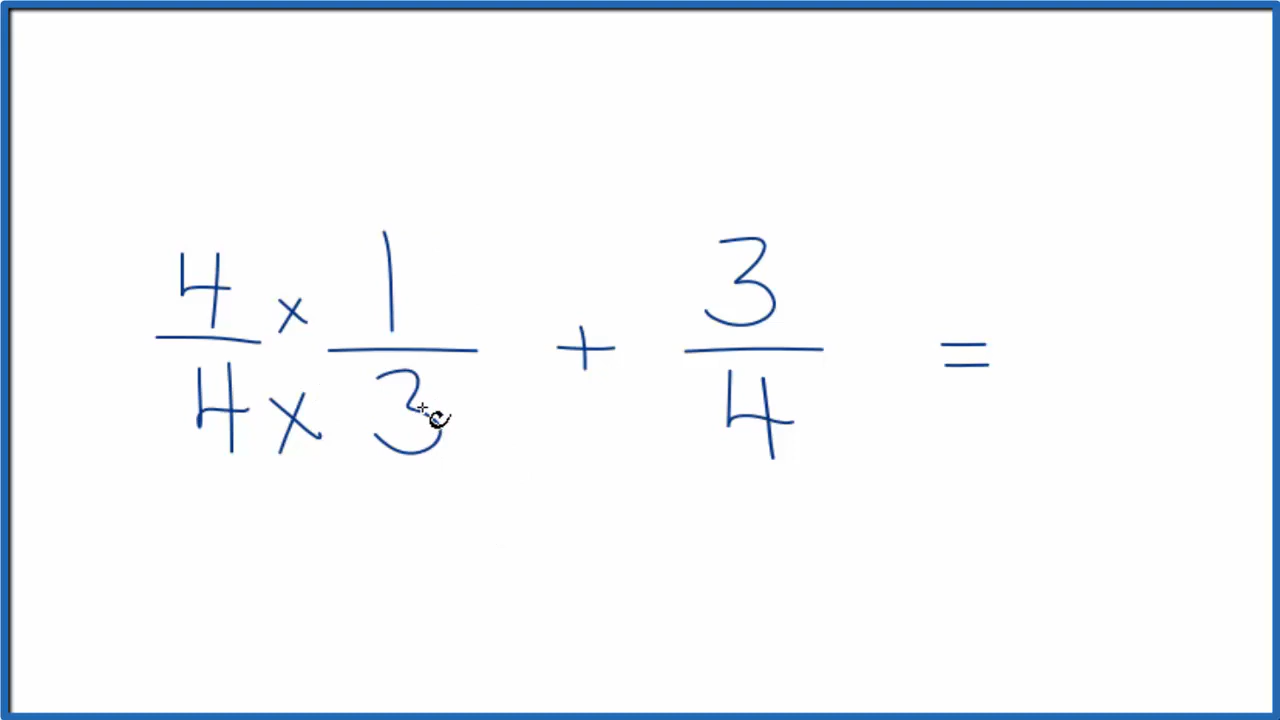 4/4 × 1/3 + 3/4 =